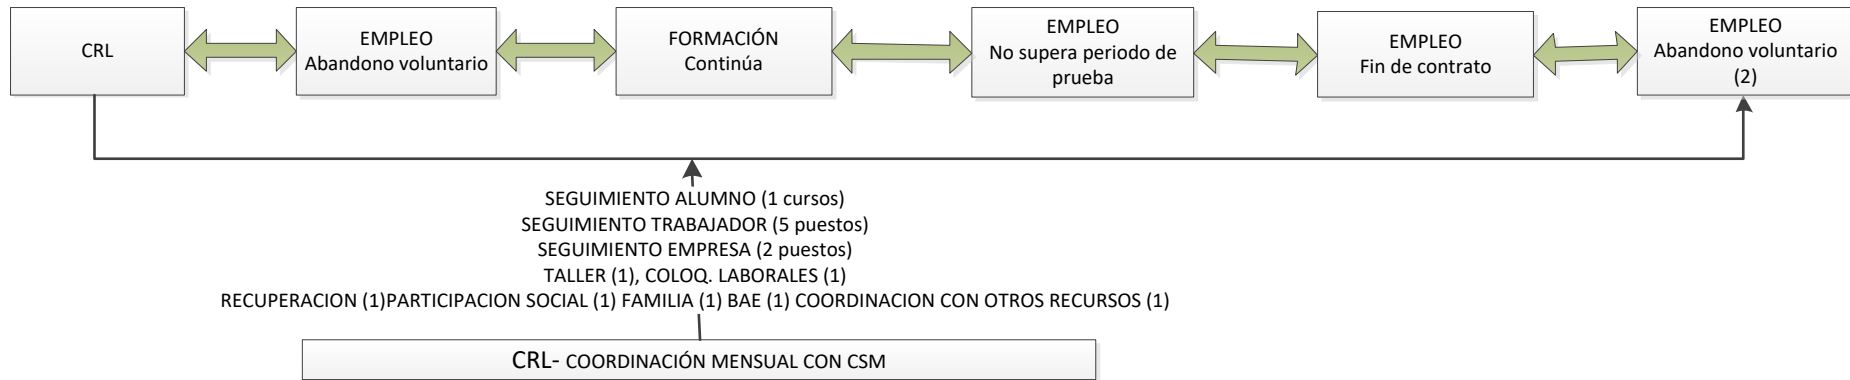 CRL
EMPLEO
Abandono voluntario
FORMACIÓN
Continúa
EMPLEO
No supera periodo de
prueba
EMPLEO
Fin de contrato
EMPLEO
Abandono voluntario
(2)
SEGUIMIENTO ALUMNO (1 cursos)
SEGUIMIENTO TRABAJADOR (5 puestos)
SEGUIMIENTO EMPRESA (2 puestos)
TALLER (1), COLOQ. LABORALES (1)
RECUPERACION (1)PARTICIPACION SOCIAL (1) FAMILIA (1) BAE (1) COORDINACION CON OTROS RECURSOS (1)
CRL- COORDINACIÓN MENSUAL CON CSM